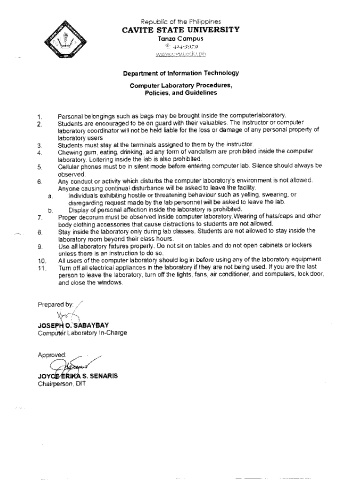 Republic of the Philippines
CAVITE STATE UNIVERSITY
Tanza Campus
www.cvsu.edu.ph
Department of Information Technology
Computer Laboratory Procedures,
Policies, and Guidelines
1. Personal belongings such as bags may be brought inside the computerlaboratory.
2. Students are encouraged to be on guard with their valuables. The instructor or computer
laboratory coordinator will not be held liable for the loss or damage of any personal property of
laboratory users
3. Students must stay at the terminals assigned to them by the instructor
4. Chewing gum, eating, drinking, ad any form of vandalism are prohibited inside the computer
laboratory. Loitering inside the lab is also prohibited.
5. Cellular phones must be in silent mode before entering computer lab. Silence should always be
observed
6. Any conduct or activity which disturbs the computer laboratory's environment is not allowed.
Anyone causing continual disturbance will be asked to leave the facility.
a. Individuals exhibiting hostile or threatening behaviour such as yelling, swearing, or
disregarding request made by the lab personnel will be asked to leave the lab.
b. Display of personal affection inside the laboratory is prohibited.
7. Proper decorum must be observed inside computer laboratory.Wearing of hats/caps and other
body clothing accessories that cause distractions to students are not allowed.
8. Stay inside the laboratory only during lab classes. Students are not allowed to stay inside the
laboratory room beyond their class hours.
9. Use all laboratory fixtures properly. Do not sit on tables and do not open cabinets or lockers
unless there is an instruction to do so.
10. All users of the computer laboratory should log in before using any of the laboratory equipment.
11. Turn off all electrical appliances in the laboratory if they are not being used. If you are the last
person to leave the laboratory, turn off the lights, fans, air conditioner, and computers, lock door,
and close the windows.
Prepared by:
JOSEPH O. SABAYBAY
Computer Laboratory In-Charge
Approved:
JOYCE ERIKA S. SENARIS
Chairperson, DIT